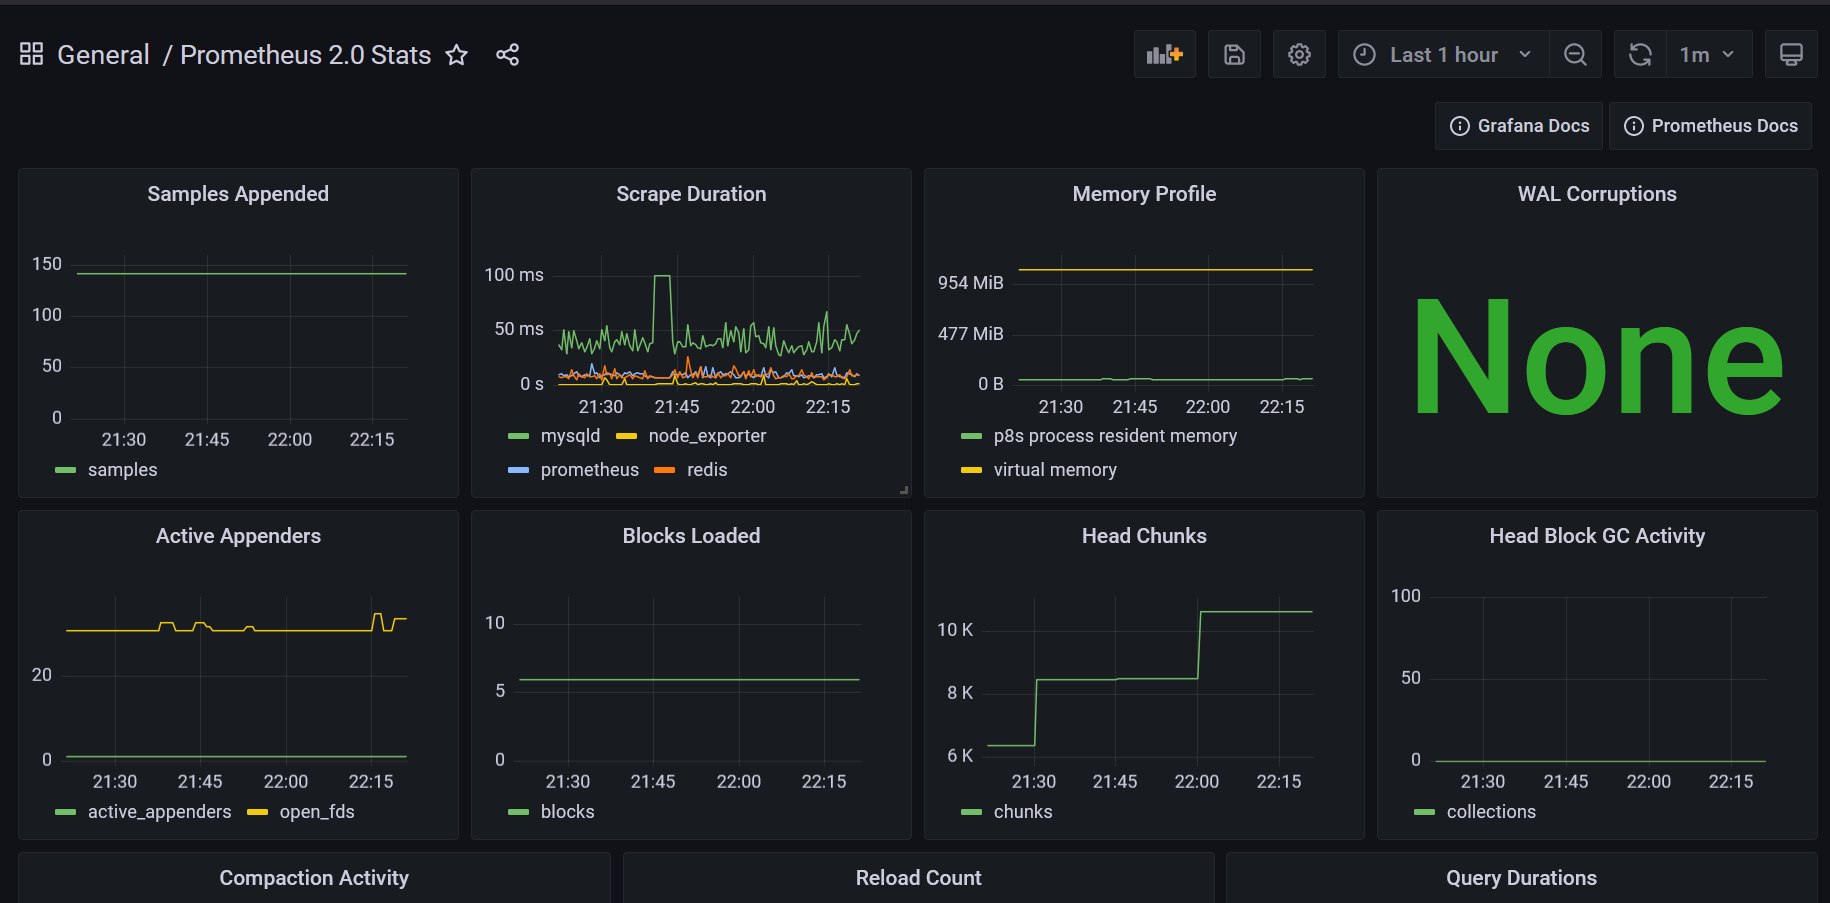 General / Prometheus 2.0 Stats
Last 1 hour
1m
Grafana Docs
Prometheus Docs
Samples Appended
150
100
50
0
21:30 21:45 22:00 22:15
samples
Scrape Duration
100 ms
50 ms
0 s
21:30 21:45 22:00 22:15
mysqld node_exporter
prometheus redis
Memory Profile
954 MiB
477 MiB
0 B
21:30 21:45 22:00 22:15
p8s process resident memory
virtual memory
WAL Corruptions
None
Active Appenders
20
0
21:30 21:45 22:00 22:15
active_appenders open_fds
Blocks Loaded
10
5
0
21:30 21:45 22:00 22:15
blocks
Head Chunks
10 K
8 K
6 K
21:30 21:45 22:00 22:15
chunks
Head Block GC Activity
100
50
0
21:30 21:45 22:00 22:15
collections
Compaction Activity
Reload Count
Query Durations